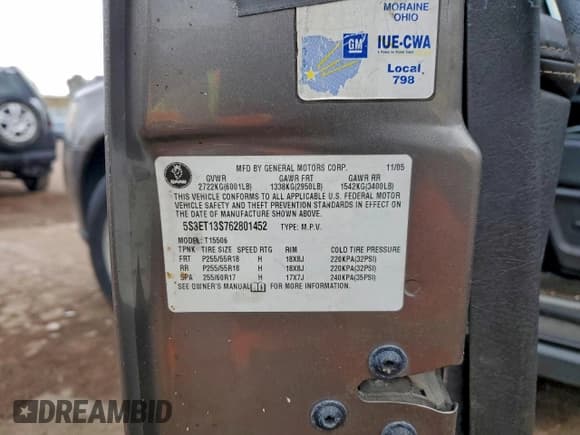 MORAINE
OHIO
GM
IUE-CWA
Local
798
MFD BY GENERAL MOTORS CORP. 11/05
GVWR GAWR FRT GAWR RR
2722KG(6001LB) 1338KG(2950LB) 1542KG(3400LB)
THIS VEHICLE CONFORMS TO ALL APPLICABLE U.S. FEDERAL MOTOR
VEHICLE SAFETY AND THEFT PREVENTION STANDARDS IN EFFECT ON
THE DATE OF MANUFACTURE SHOWN ABOVE.
5S3ET13S762801452 TYPE: M.P.V.
MODEL: T15506
TPNK TIRE SIZE SPEED RTG RIM COLD TIRE PRESSURE
FRT P255/55R18 H 18X8J 220KPA(32PSI)
RR P255/55R18 H 18X8J 220KPA(32PSI)
SPA 255/60R17 H 17X7J 240KPA(35PSI)
SEE OWNER'S MANUAL FOR MORE INFORMATION.
DREAMBID